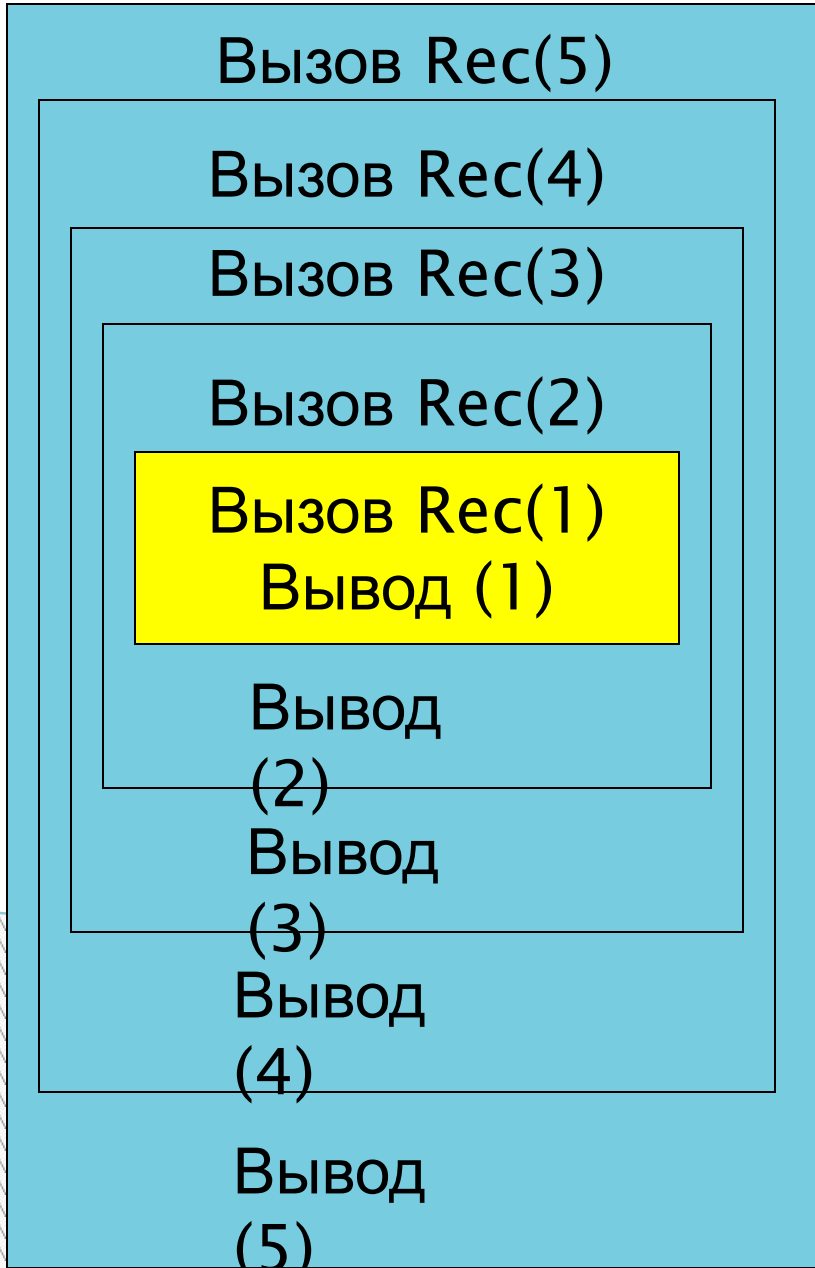 Вызов Rec(5)
Вызов Rec(4)
Вызов Rec(3)
Вызов Rec(2)
Вызов Rec(1)
Вывод (1)
Вывод
(2)
Вывод
(3)
Вывод
(4)
Вывод
(5)